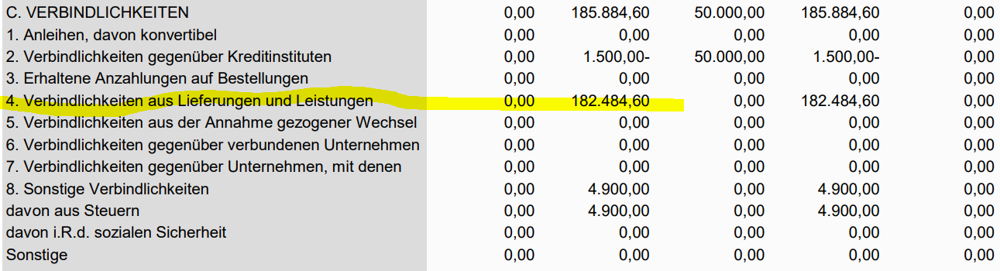 C. VERBINDLICHKEITEN 0,00 185.884,60 50.000,00 185.884,60 0,00
1. Anleihen, davon konvertibel 0,00 0,00 0,00 0,00 0,00
2. Verbindlichkeiten gegenüber Kreditinstituten 0,00 1.500,00- 50.000,00 1.500,00- 0,00
3. Erhaltene Anzahlungen auf Bestellungen 0,00 0,00 0,00 0,00 0,00
4. Verbindlichkeiten aus Lieferungen und Leistungen 0,00 182.484,60 0,00 182.484,60 0,00
5. Verbindlichkeiten aus der Annahme gezogener Wechsel 0,00 0,00 0,00 0,00 0,00
6. Verbindlichkeiten gegenüber verbundenen Unternehmen 0,00 0,00 0,00 0,00 0,00
7. Verbindlichkeiten gegenüber Unternehmen, mit denen 0,00 0,00 0,00 0,00 0,00
8. Sonstige Verbindlichkeiten 0,00 4.900,00 0,00 4.900,00 0,00
davon aus Steuern 0,00 4.900,00 0,00 4.900,00 0,00
davon i.R.d. sozialen Sicherheit 0,00 0,00 0,00 0,00 0,00
Sonstige 0,00 0,00 0,00 0,00 0,00